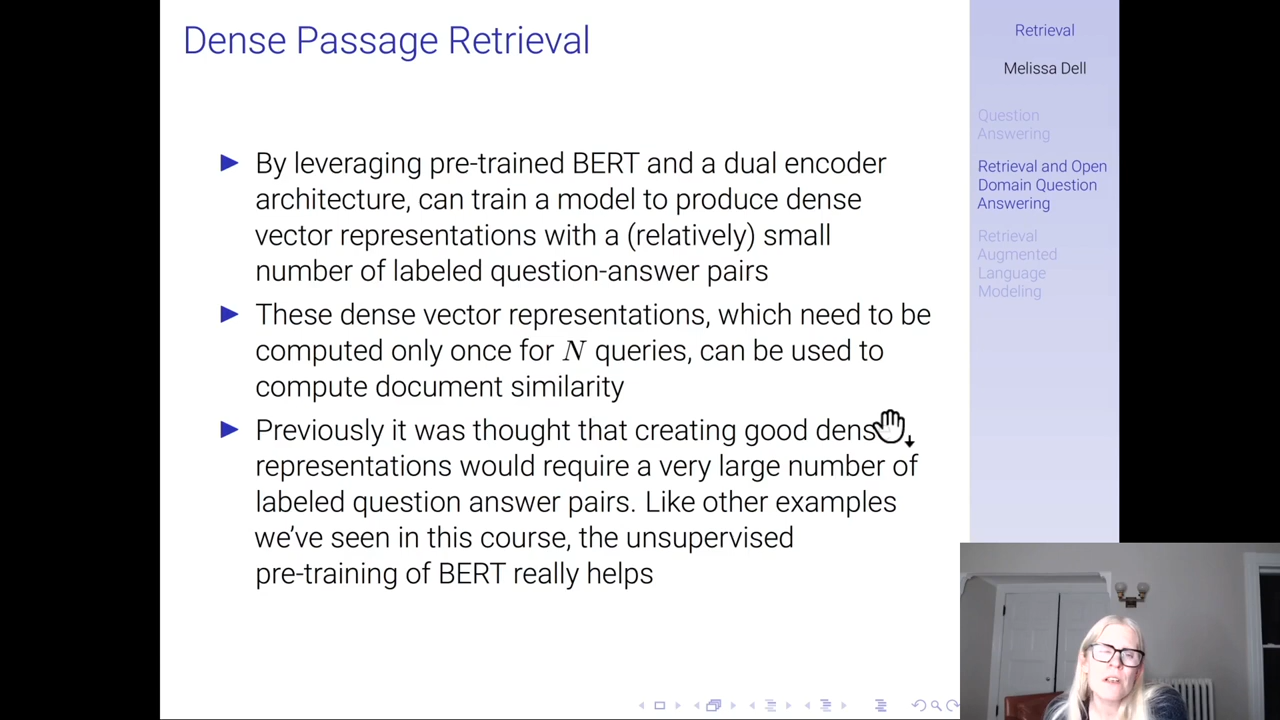 Dense Passage Retrieval
By leveraging pre-trained BERT and a dual encoder
architecture, can train a model to produce dense
vector representations with a (relatively) small
number of labeled question-answer pairs
These dense vector representations, which need to be
computed only once for N queries, can be used to
compute document similarity
Previously it was thought that creating good dens
representations would require a very large number of
labeled question answer pairs. Like other examples
we've seen in this course, the unsupervised
pre-training of BERT really helps
Retrieval
Melissa Dell
Question
Answering
Retrieval and Open
Domain Question
Answering
Retrieval
Augmented
Language
Modeling